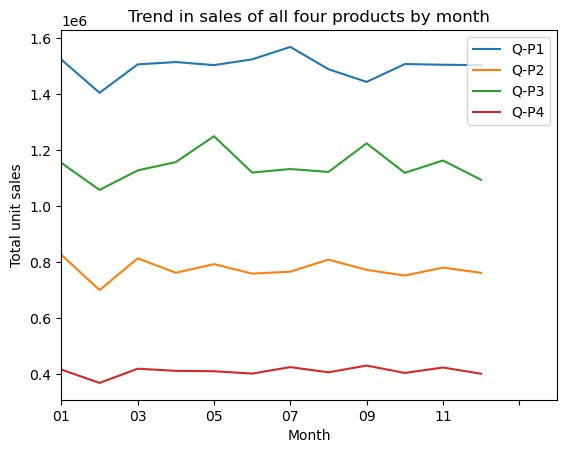 Trend in sales of all four products by month
1e6
1.6
1.4
1.2
1.0
0.8
0.6
0.4
Total unit sales
Q-P1
Q-P2
Q-P3
Q-P4
01 03 05 07 09 11
Month